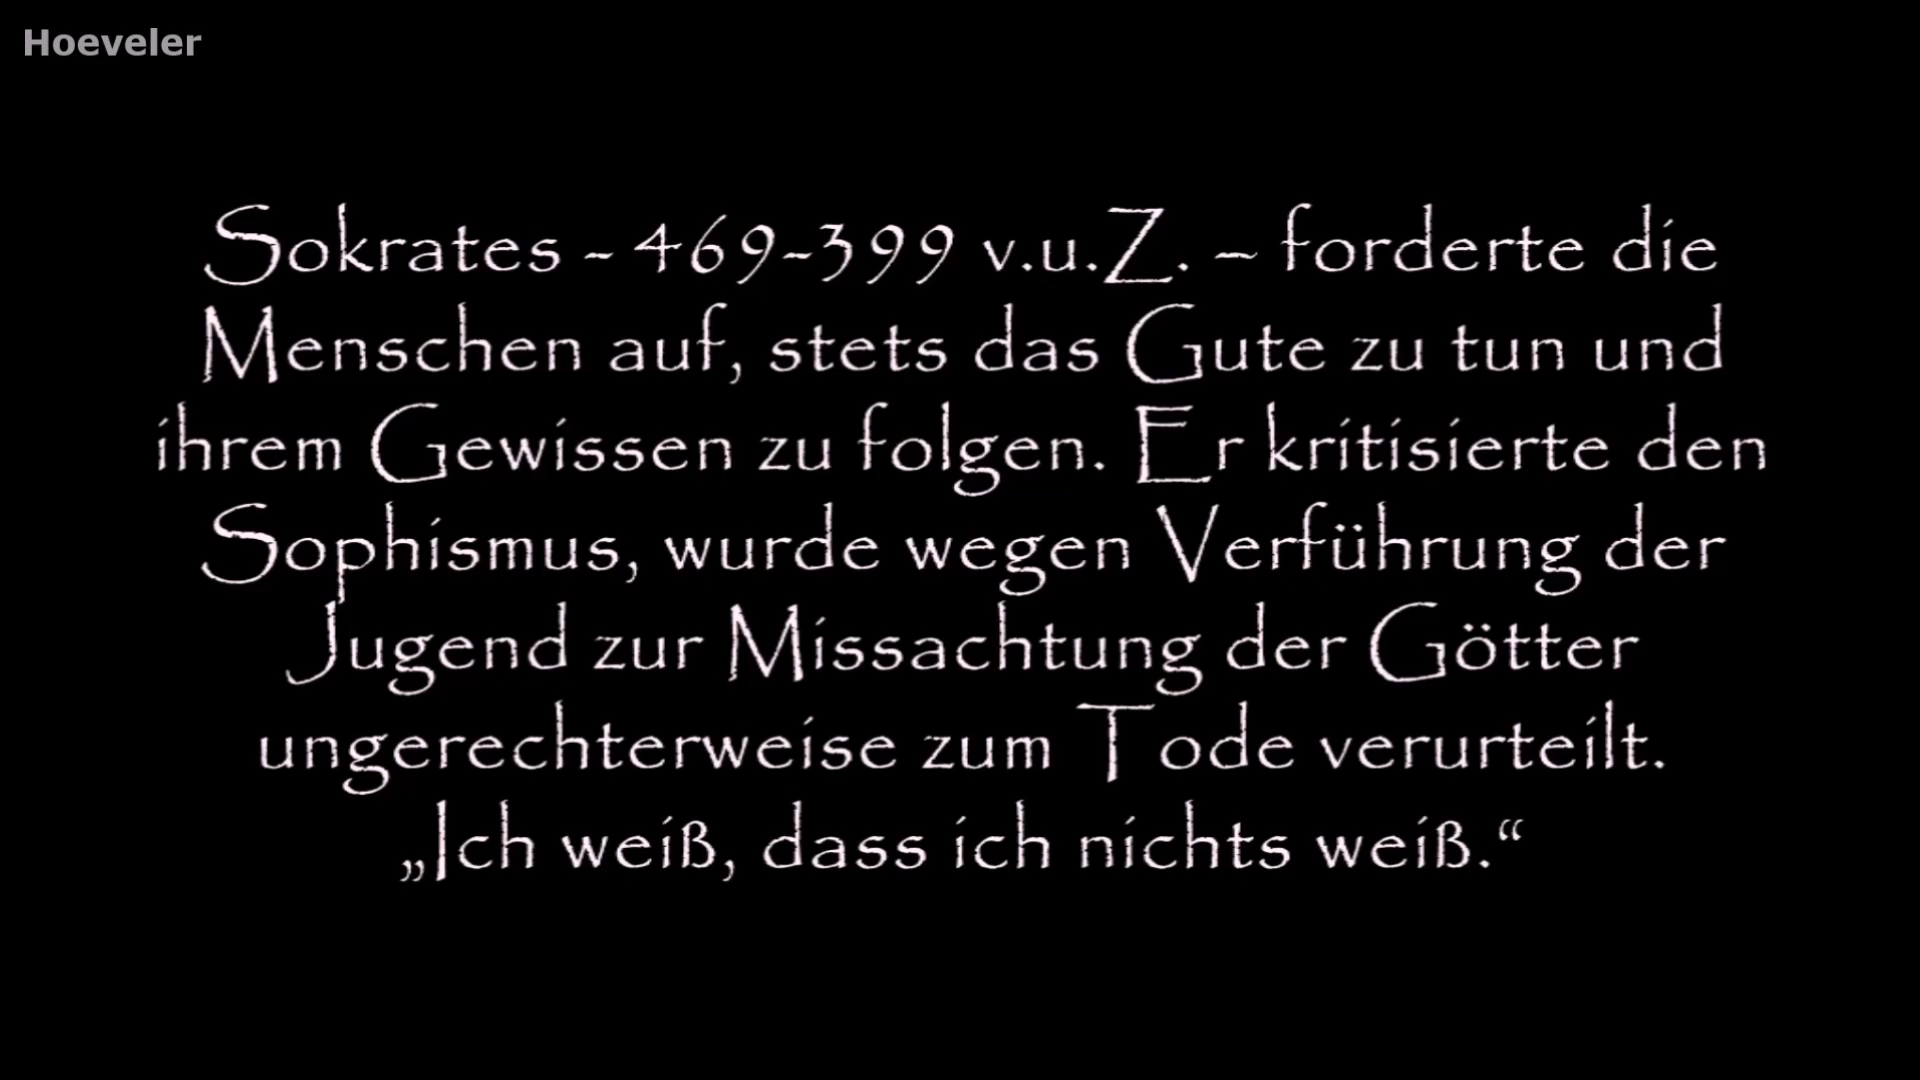 Hoeveler
Sokrates - 469-399 v.u.Z. – forderte die
Menschen auf, stets das Gute zu tun und
ihrem Gewissen zu folgen. Er kritisierte den
Sophismus, wurde wegen Verführung der
Jugend zur Missachtung der Götter
ungerechterweise zum Tode verurteilt.
„Ich weiß, dass ich nichts weiß.“